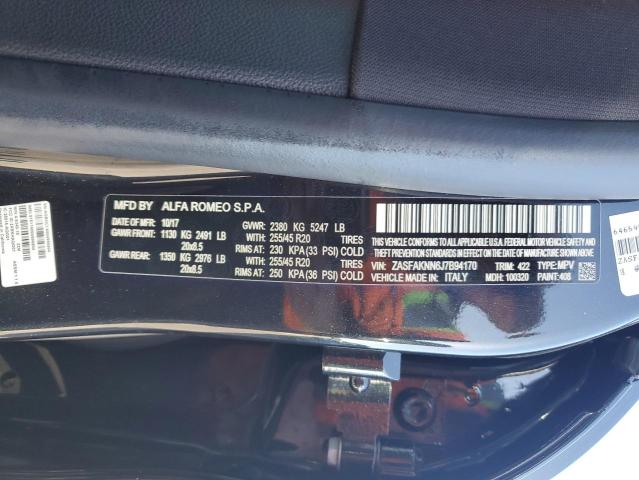 MFD BY ALFA ROMEO S.P.A.
DATE OF MFR: 10/17 GVWR: 2380 KG 5247 LB
GAWR FRONT: 1130 KG 2491 LB WITH: 255/45 R20 TIRES
20x8.5 RIMS AT: 230 KPA(33 PSI) COLD
GAWR REAR: 1350 KG 2976 LB WITH: 255/45 R20 TIRES
20x8.5 RIMS AT: 250 KPA(36 PSI) COLD
THIS VEHICLE CONFORMS TO ALL APPLICABLE
FEDERAL MOTOR VEHICLE SAFETY, BUMPER, AND
THEFT PREVENTION STANDARDS IN EFFECT ON
THE DATE OF MANUFACTURE SHOWN ABOVE.
VIN: ZASFAKNN6J7B94170 TRIM: 422 TYPE: MPV
VEHICLE MADE IN: ITALY MDH: 100320 PAINT: 408